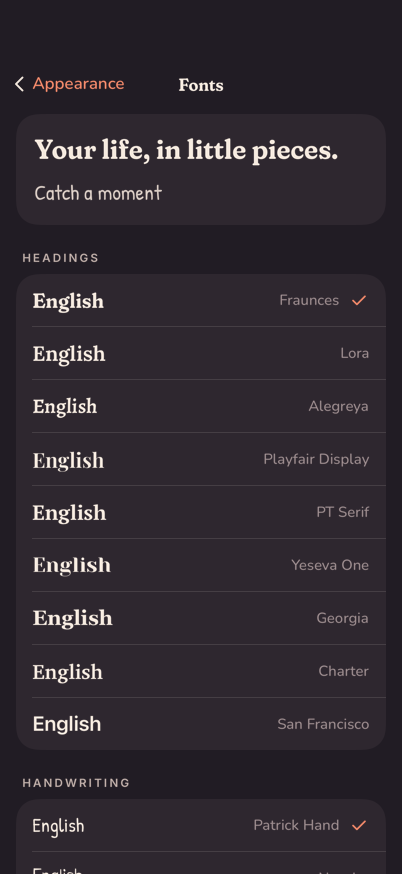 Appearance
Fonts
Your life, in little pieces.
Catch a moment
HEADINGS
English Fraunces
English Lora
English Alegreya
English Playfair Display
English PT Serif
English Yeseva One
English Georgia
English Charter
English San Francisco
HANDWRITING
English Patrick Hand